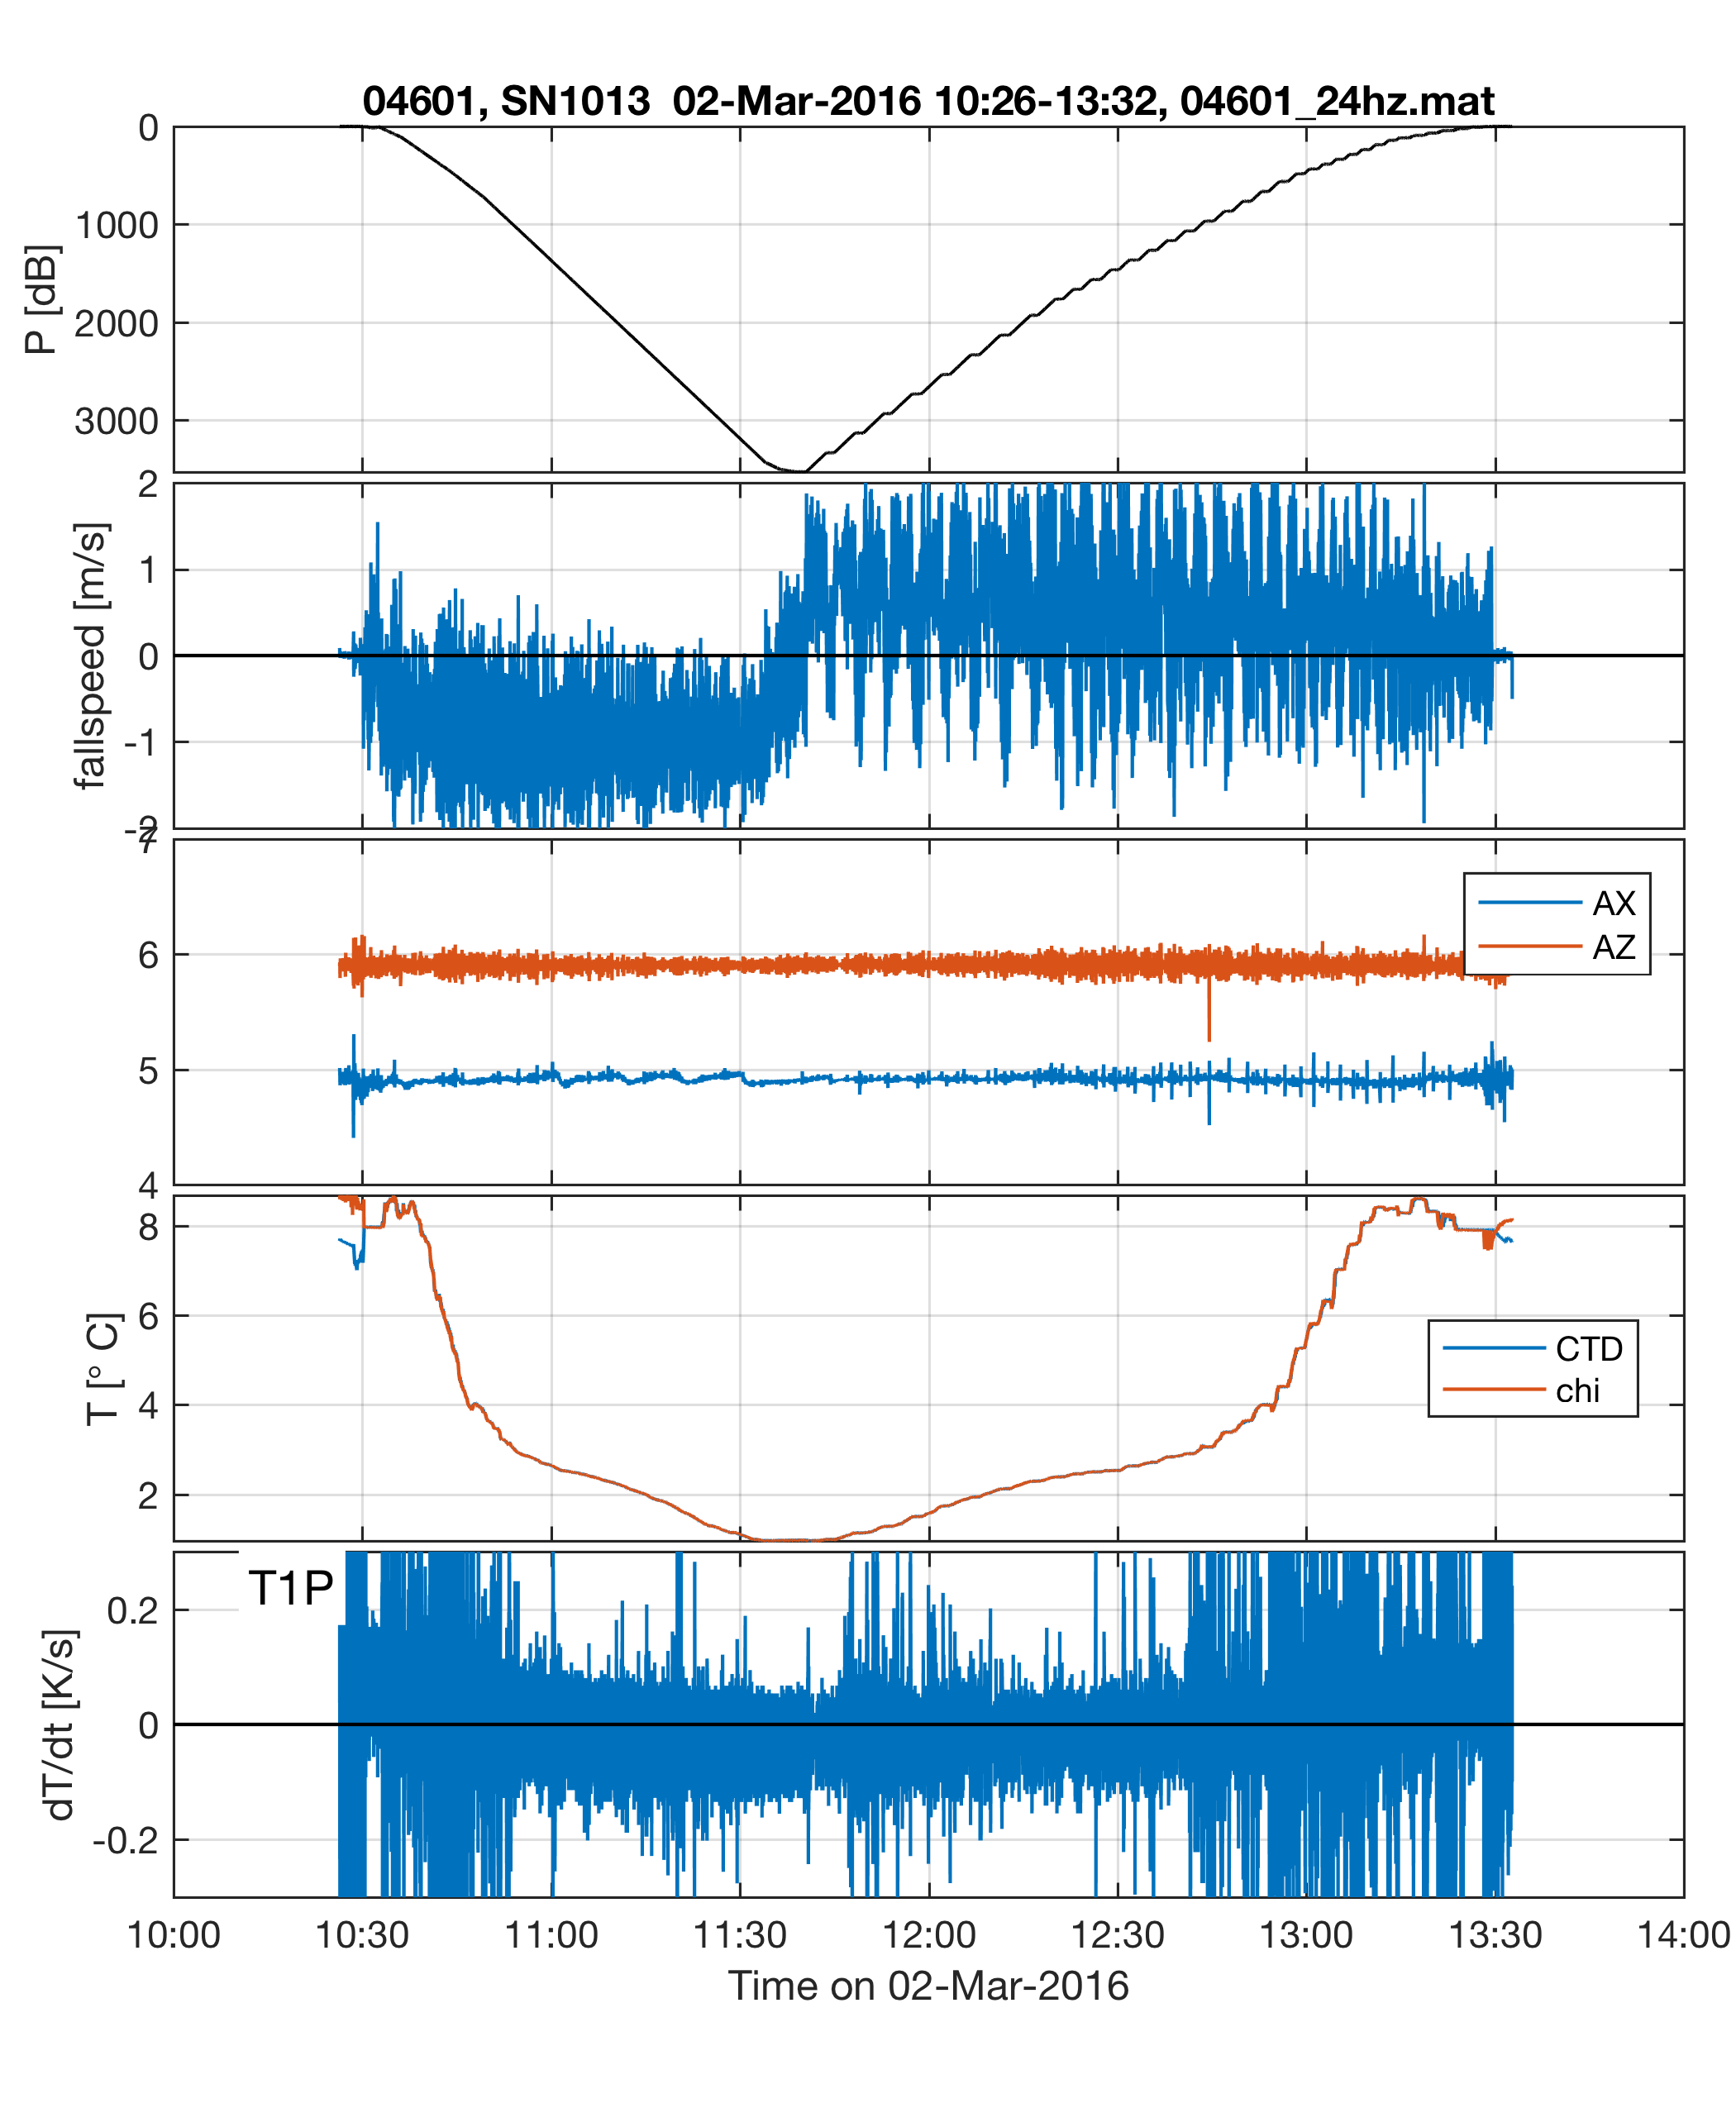 04601, SN1013  02-Mar-2016 10:26-13:32, 04601_24hz.mat
0
1000
2000
3000
P [dB]
2
1
0
-1
-2
fallspeed [m/s]
7
6
5
4
AX
AZ
8
6
4
2
T [° C]
CTD
chi
T1P
0.2
0
-0.2
dT/dt [K/s]
10:00 10:30 11:00 11:30 12:00 12:30 13:00 13:30 14:00
Time on 02-Mar-2016